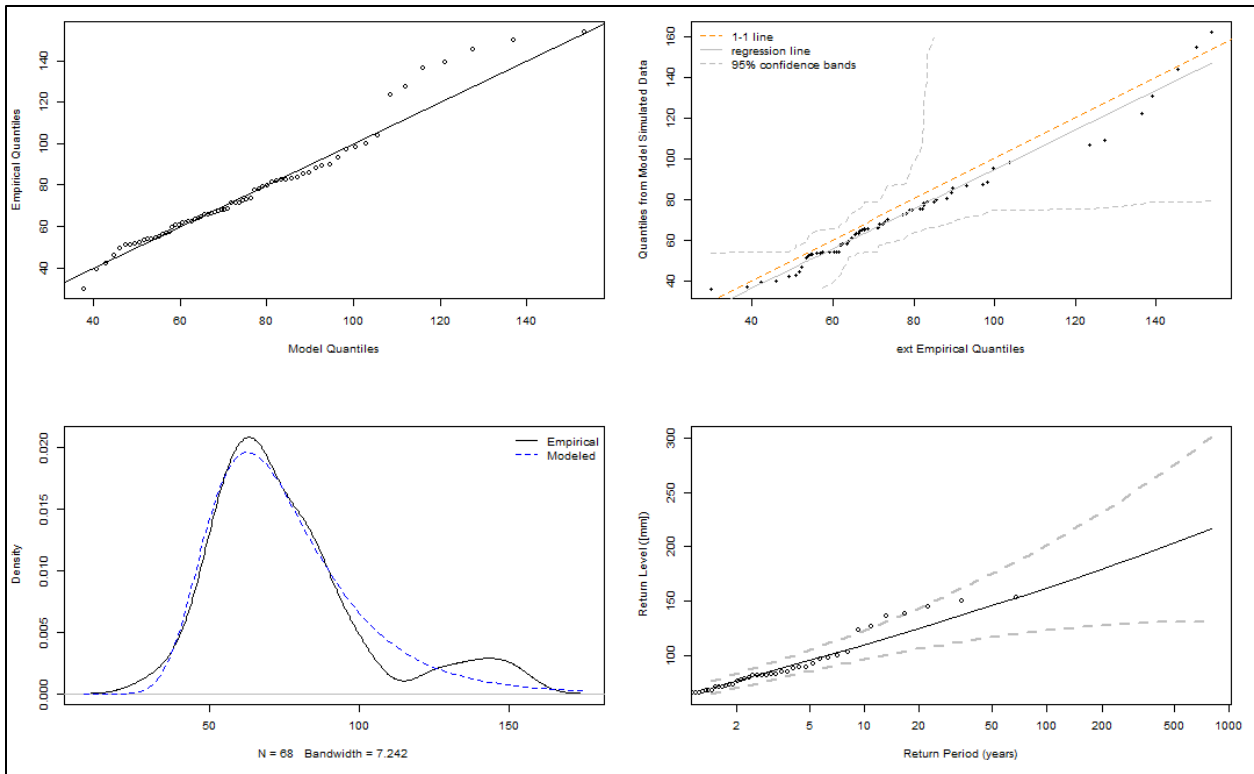 Empirical Quantiles
140
120
100
80
60
40
40 60 80 100 120 140
Model Quantiles
Quantiles from Model Simulated Data
160
140
120
100
80
60
40
1-1 line
regression line
95% confidence bands
40 60 80 100 120 140
ext Empirical Quantiles
Density
0.020
0.015
0.010
0.005
0.000
Empirical
Modeled
50 100 150
N = 68 Bandwidth = 7.242
Return Level ([mm])
300
250
200
150
100
2 5 10 20 50 100 200 500 1000
Return Period (years)